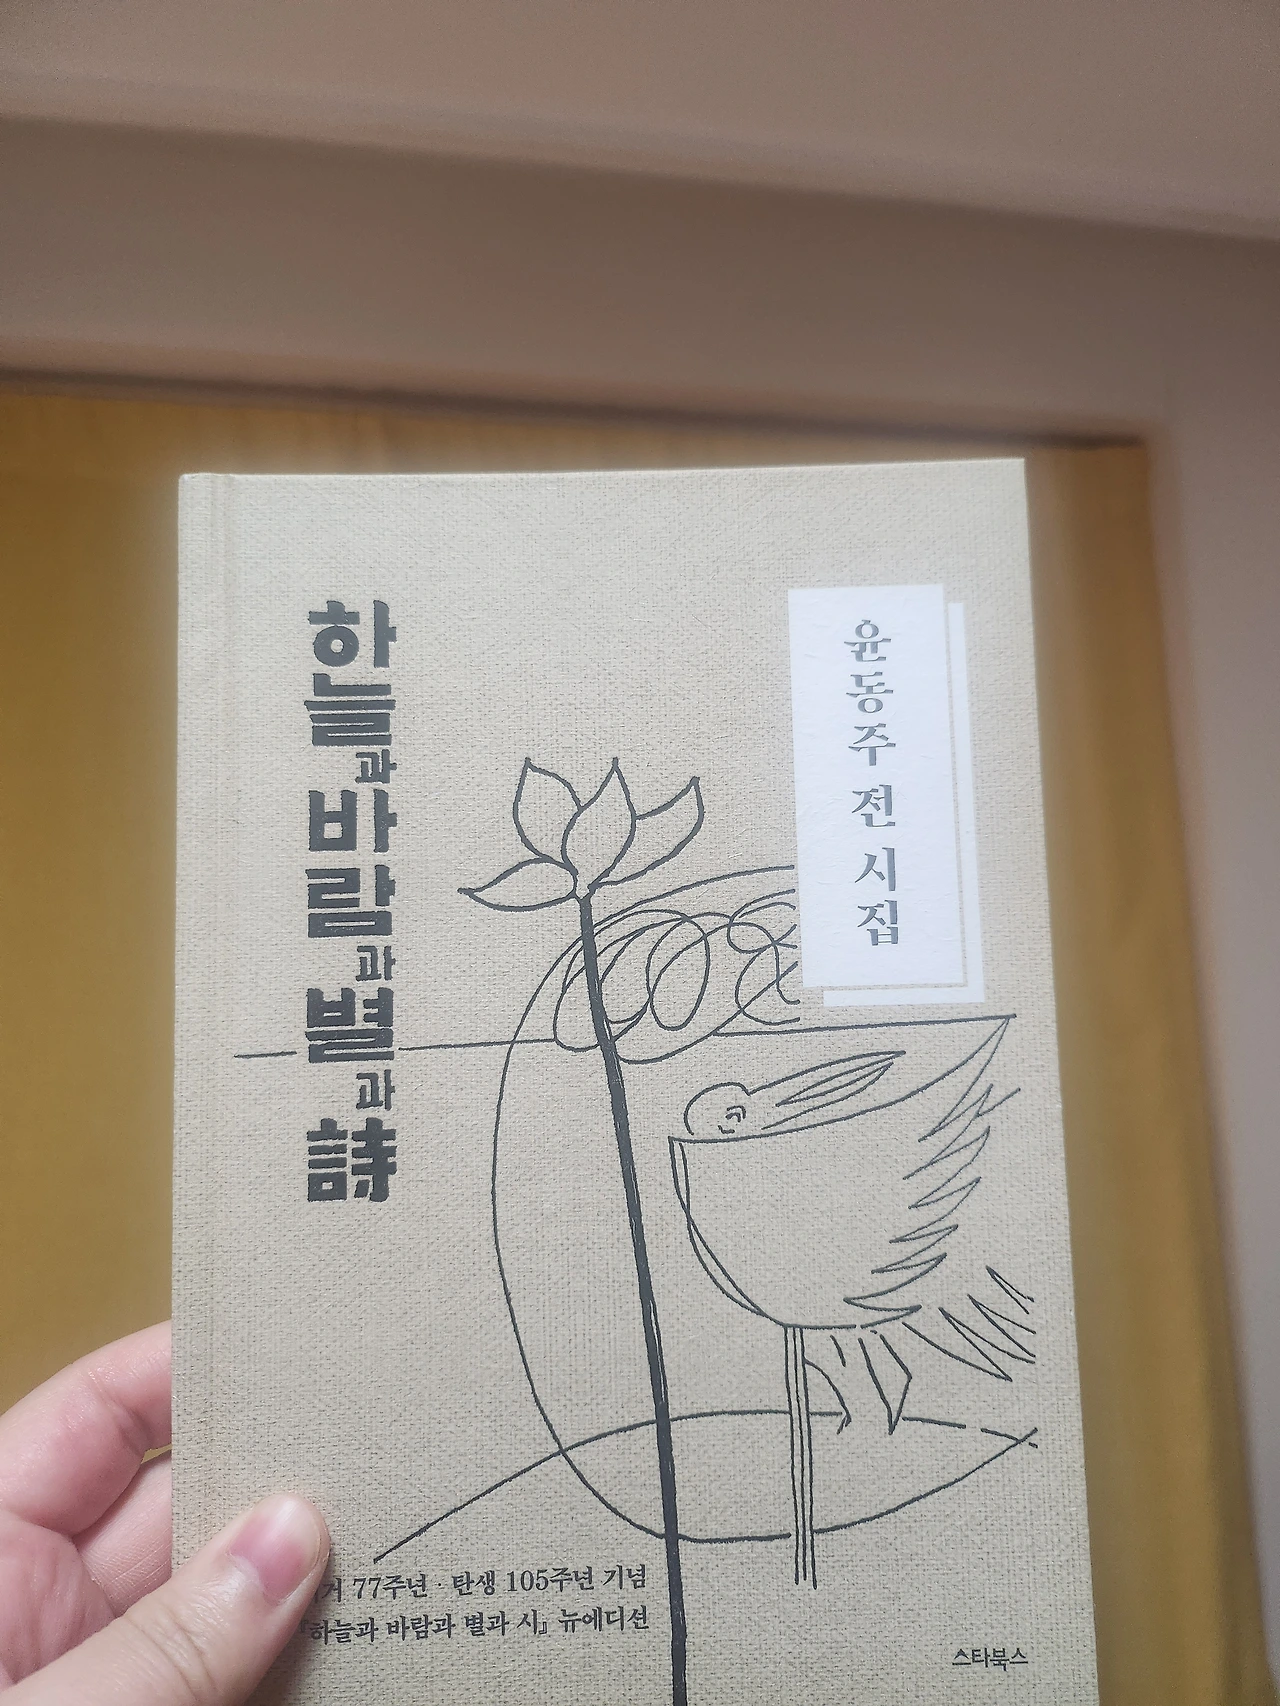 하늘과 바람과 별과 詩
윤동주 전 시집
77주년 · 탄생 105주년 기념
『하늘과 바람과 별과 시』 뉴에디션
스타북스